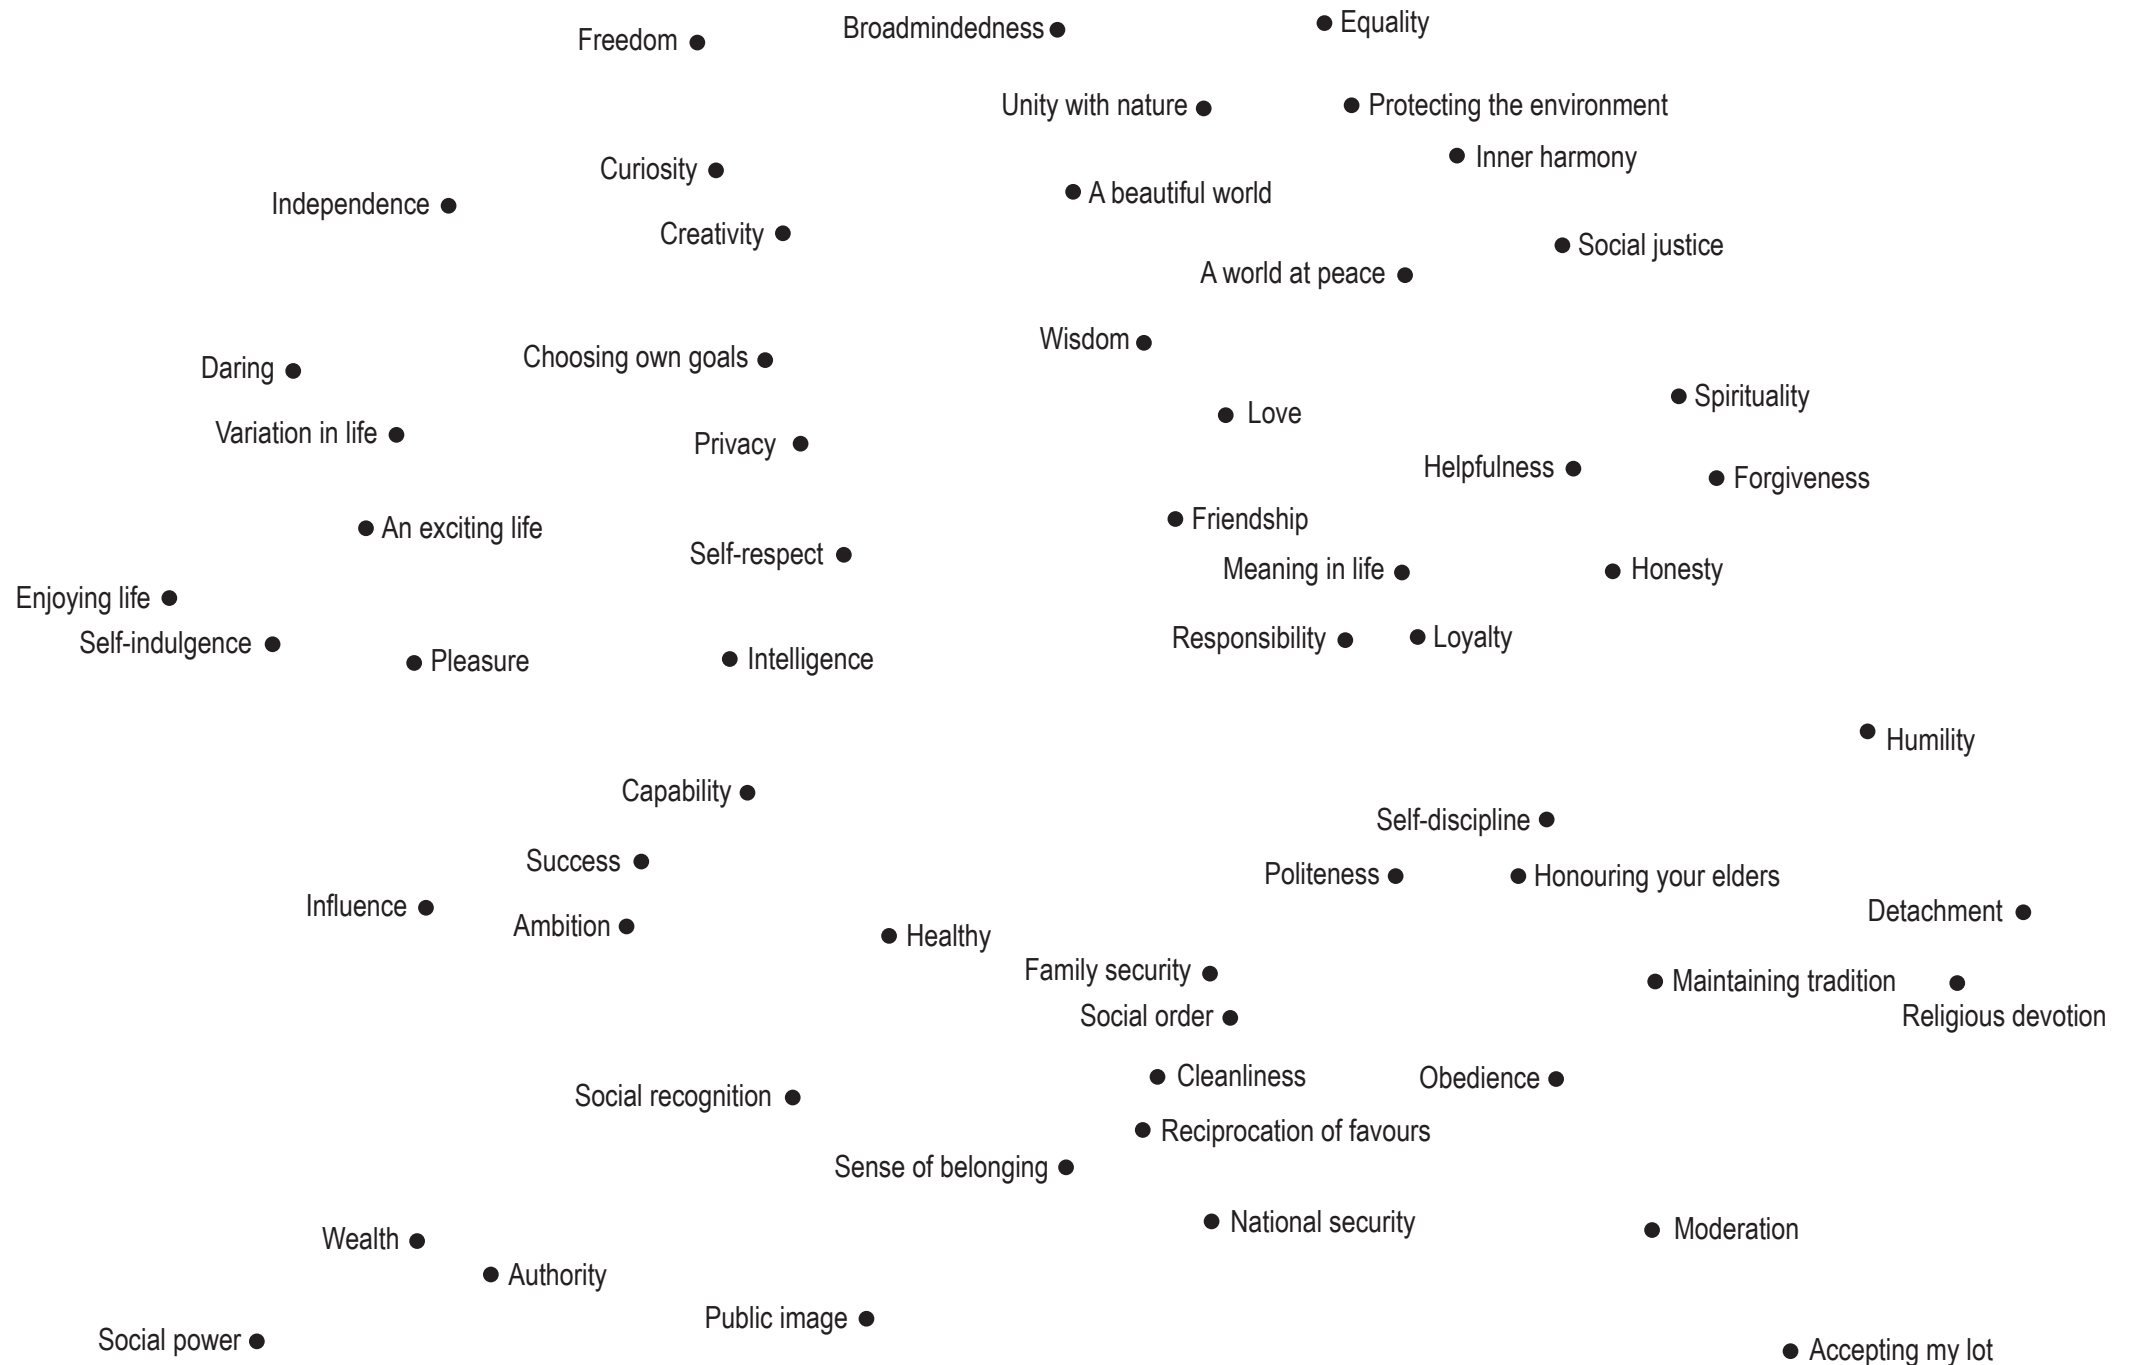 Equality
Broadmindedness
Freedom
Unity with nature
Protecting the environment
Inner harmony
Curiosity
A beautiful world
Independence
Creativity
Social justice
A world at peace
Wisdom
Choosing own goals
Daring
Spirituality
Love
Variation in life
Privacy
Helpfulness
Forgiveness
Friendship
An exciting life
Self-respect
Meaning in life
Honesty
Enjoying life
Responsibility
Loyalty
Self-indulgence
Pleasure
Intelligence
Humility
Capability
Self-discipline
Success
Politeness
Honouring your elders
Influence
Detachment
Ambition
Healthy
Family security
Maintaining tradition
Social order
Religious devotion
Cleanliness
Obedience
Social recognition
Reciprocation of favours
Sense of belonging
National security
Moderation
Wealth
Authority
Public image
Social power
Accepting my lot